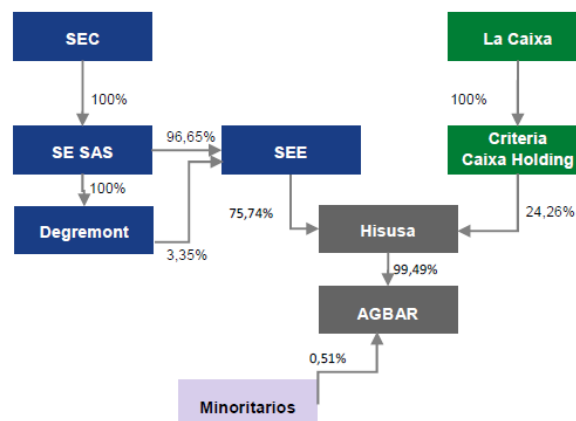 SEC
La Caixa
100%
100%
SE SAS
96,65%
SEE
Criteria
Caixa Holding
100%
75,74%
24,26%
Degremont
3,35%
Hisusa
99,49%
AGBAR
0,51%
Minoritarios